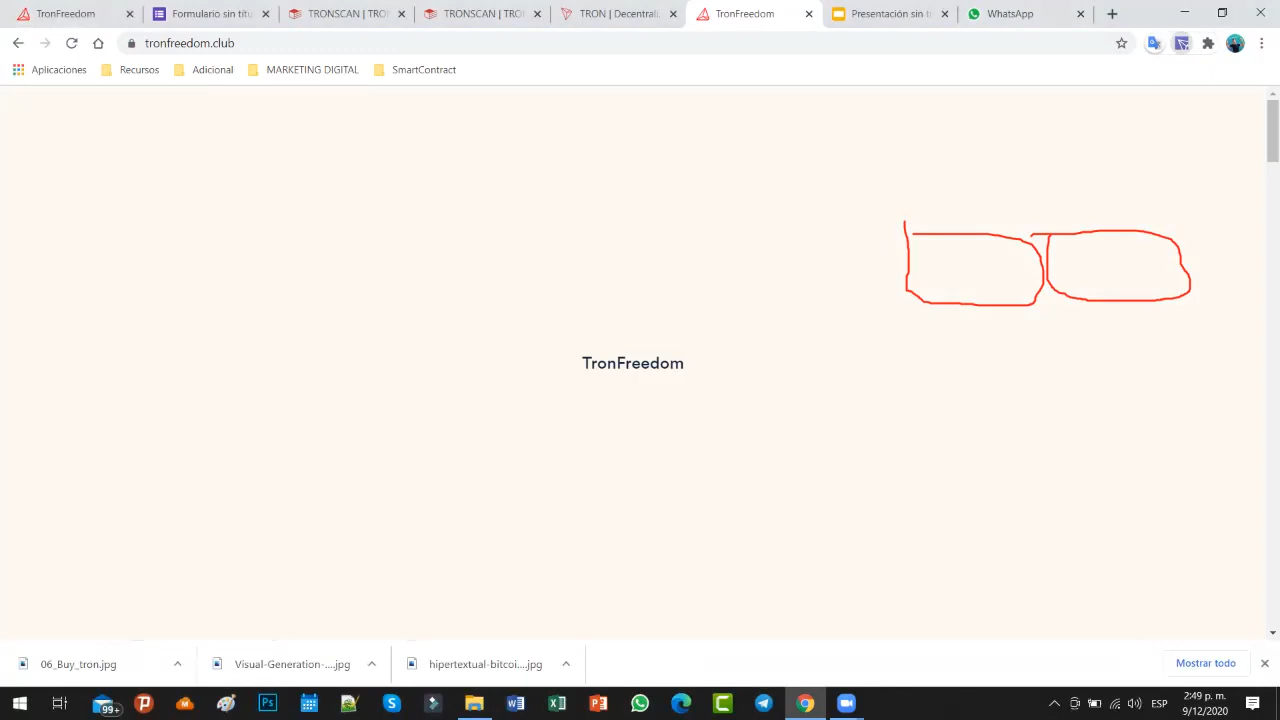 TronFreedom
Formulario sin títu
TRONSCAN | TRO
TRONSCAN | TRO
TRON | Decentrali
TronFreedom
Presentación sin t
WhatsApp
tronfreedom.club
Aplicaciones
Recursos
Adicional
MARKETING DIGITAL
SmartContract
TronFreedom
06_Buy_tron.jpg
Visual-Generation-....jpg
hipertextual-bitcoi....jpg
Mostrar todo
99+
Ps
ESP
2:49 p. m.
9/12/2020